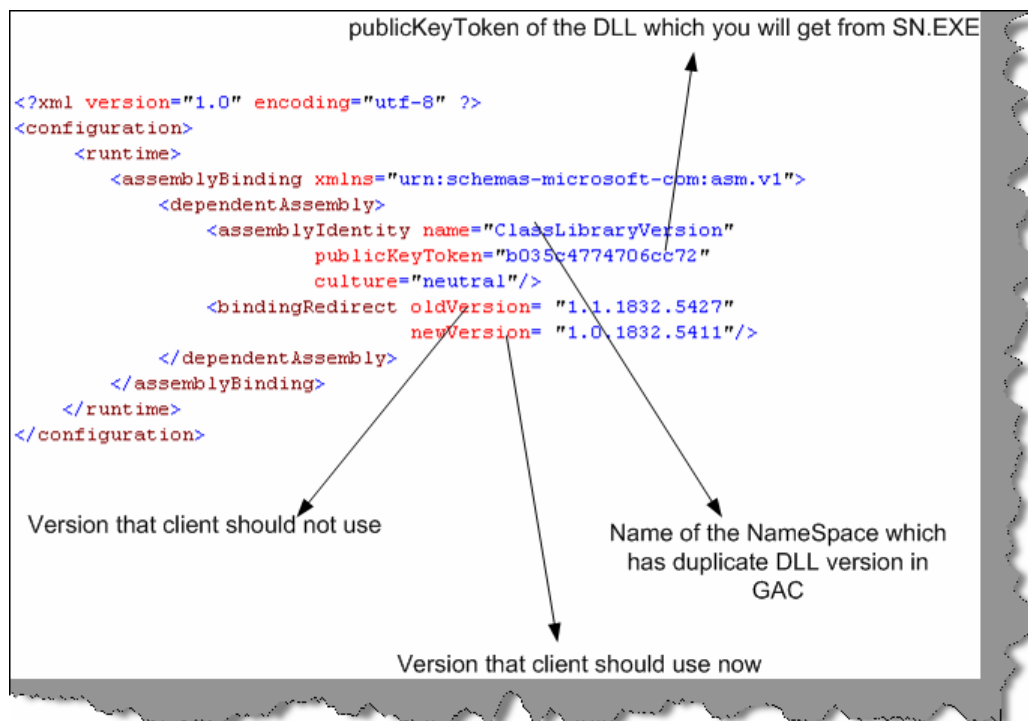 publicKeyToken of the DLL which you will get from SN.EXE
<?xml version="1.0" encoding="utf-8" ?>
<configuration>
<runtime>
<assemblyBinding xmlns="urn:schemas-microsoft-com:asm.v1">
<dependentAssembly>
<assemblyIdentity name="ClassLibraryVersion"
publicKeyToken="b035c4774706cc72"
culture="neutral"/>
<bindingRedirect oldVersion= "1.1.1832.5427"
newVersion= "1.0.1832.5411"/>
</dependentAssembly>
</assemblyBinding>
</runtime>
</configuration>
Version that client should not use
Name of the NameSpace which
has duplicate DLL version in
GAC
Version that client should use now